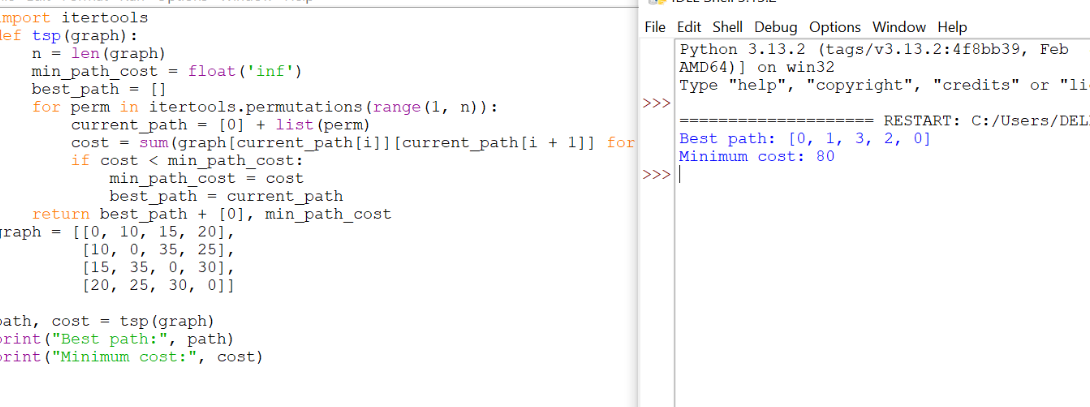 import itertools
def tsp(graph):
n = len(graph)
min_path_cost = float('inf')
best_path = []
for perm in itertools.permutations(range(1, n)):
current_path = [0] + list(perm)
cost = sum(graph[current_path[i]][current_path[i + 1]] for
if cost < min_path_cost:
min_path_cost = cost
best_path = current_path
return best_path + [0], min_path_cost
graph = [[0, 10, 15, 20],
[10, 0, 35, 25],
[15, 35, 0, 30],
[20, 25, 30, 0]]
path, cost = tsp(graph)
print("Best path:", path)
print("Minimum cost:", cost)
File Edit Shell Debug Options Window Help
Python 3.13.2 (tags/v3.13.2:4f8bb39, Feb
AMD64)] on win32
Type "help", "copyright", "credits" or "li
>>>
==================== RESTART: C:/Users/DEL
Best path: [0, 1, 3, 2, 0]
Minimum cost: 80
>>>